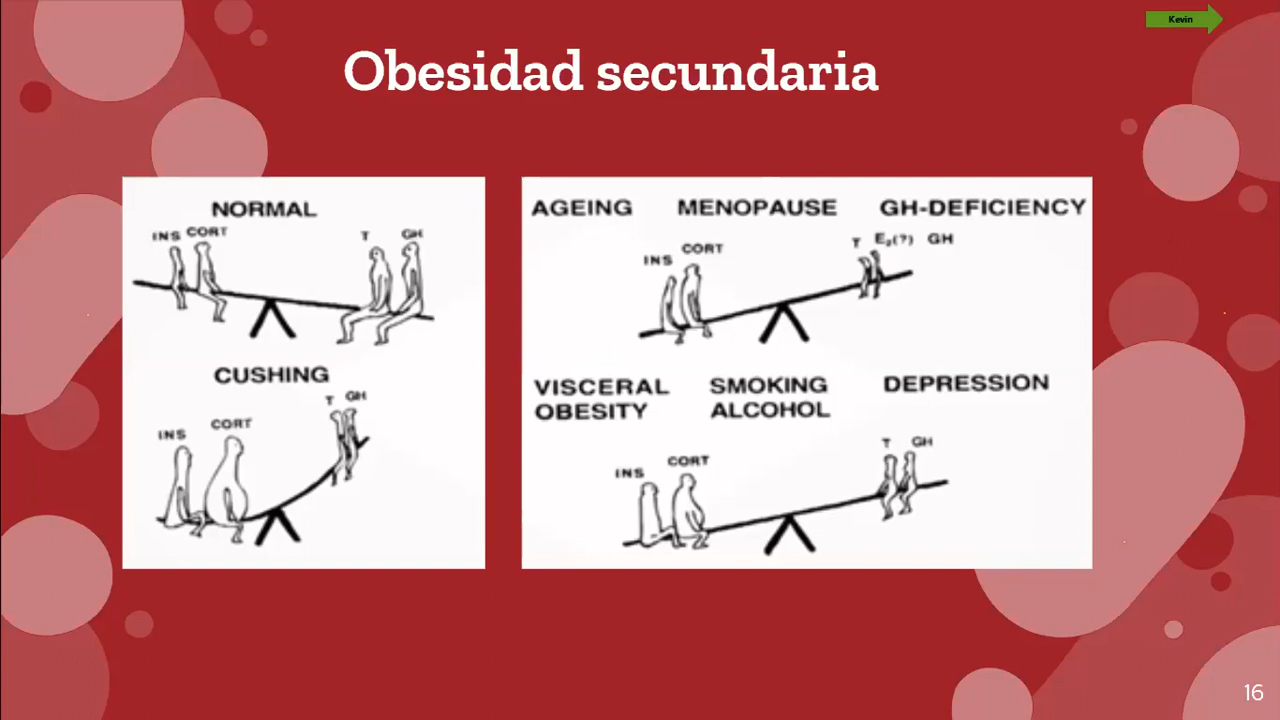 Kevin
Obesidad secundaria
NORMAL
INS CORT T GH
CUSHING
T GH
INS CORT
AGEING MENOPAUSE GH-DEFICIENCY
INS CORT T E₂(?) GH
VISCERAL OBESITY
SMOKING ALCOHOL
DEPRESSION
INS CORT T GH
16